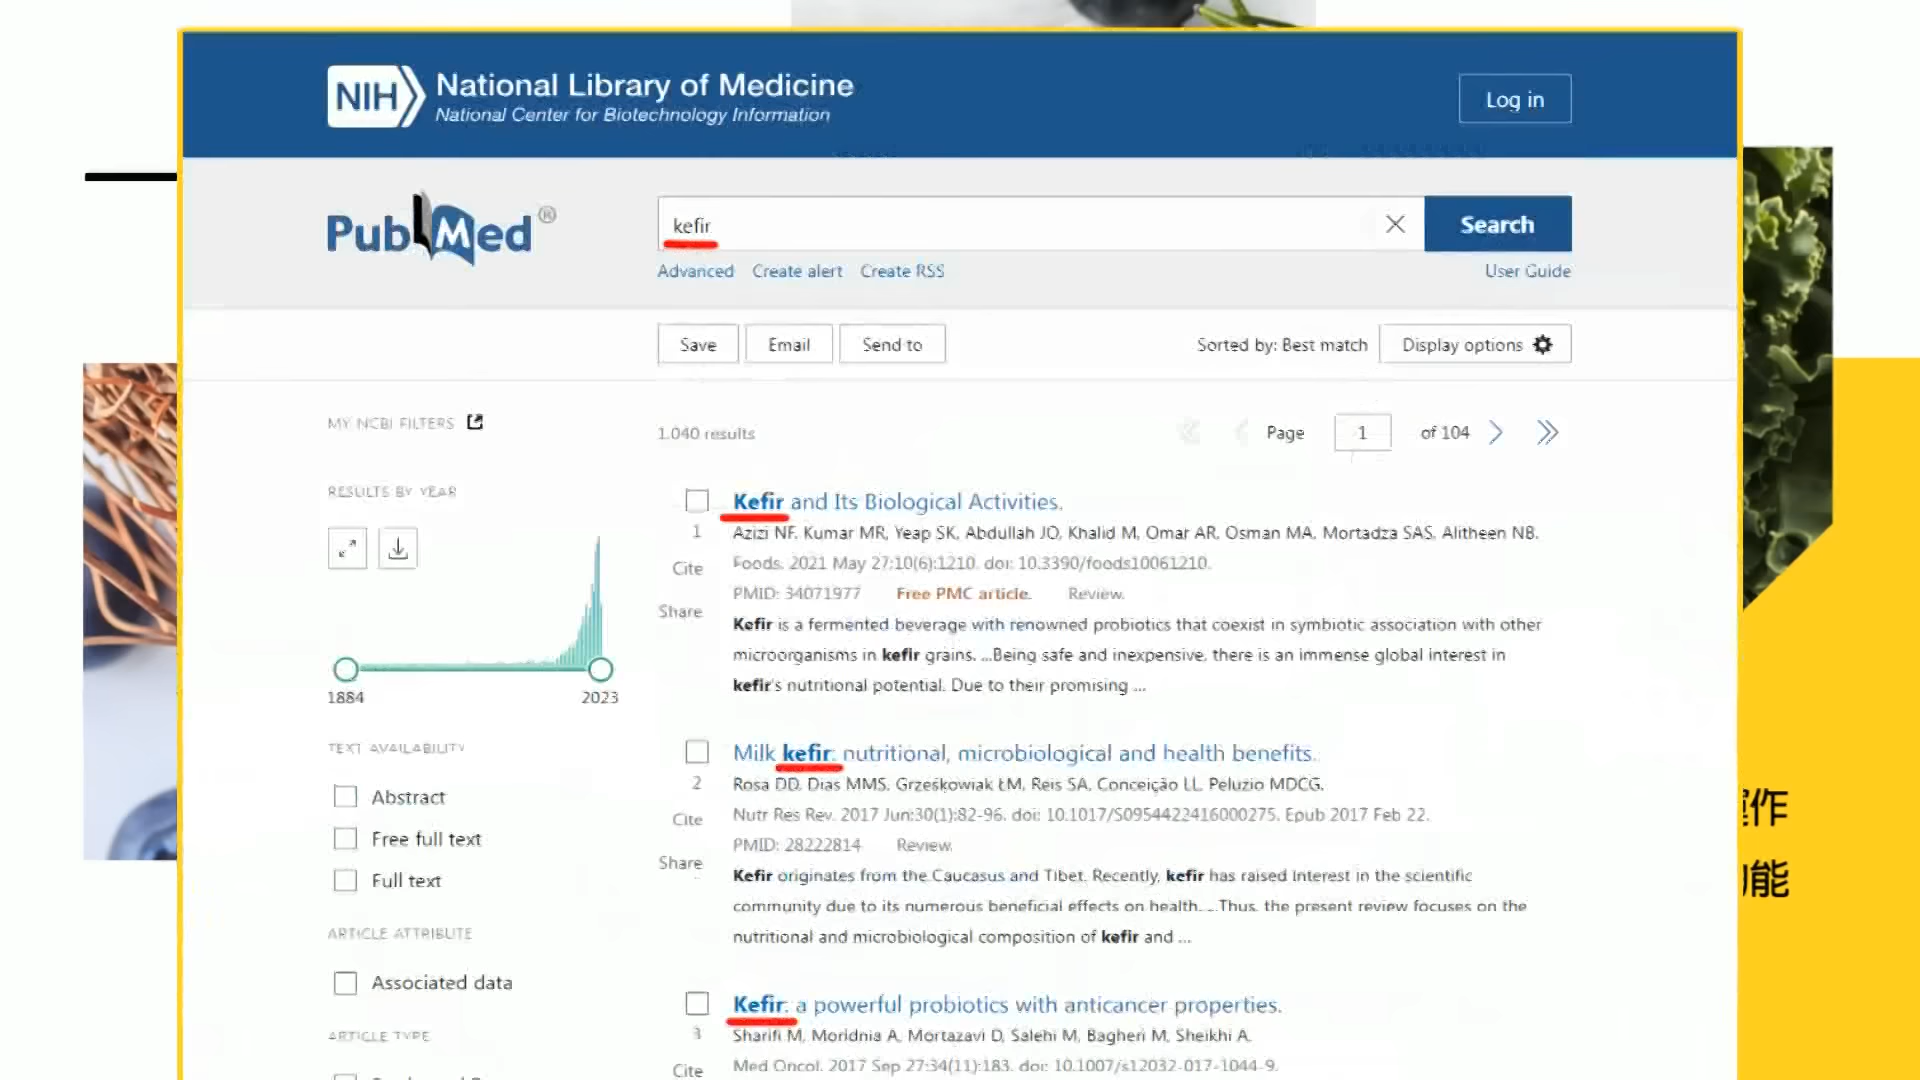 NIH National Library of Medicine
National Center for Biotechnology Information
Log in
PubMed®
kefir
Search
Advanced Create alert Create RSS
User Guide
Save Email Send to
Sorted by: Best match Display options
MY NCBI FILTERS
1,040 results
Page 1 of 104
RESULTS BY YEAR
1884 2023
TEXT AVAILABILITY
Abstract
Free full text
Full text
ARTICLE ATTRIBUTE
Associated data
ARTICLE TYPE
Kefir and Its Biological Activities.
1
Azizi NF, Kumar MR, Yeap SK, Abdullah JO, Khalid M, Omar AR, Osman MA, Mortadza SAS, Alitheen NB.
Cite
Foods. 2021 May 27;10(6):1210. doi: 10.3390/foods10061210.
PMID: 34071977 Free PMC article. Review.
Share
Kefir is a fermented beverage with renowned probiotics that coexist in symbiotic association with other
microorganisms in kefir grains. ...Being safe and inexpensive, there is an immense global interest in
kefir's nutritional potential. Due to their promising ...
Milk kefir: nutritional, microbiological and health benefits.
2
Rosa DD, Dias MMS, Grześkowiak ŁM, Reis SA, Conceição LL, Peluzio MDCG.
Cite
Nutr Res Rev. 2017 Jun;30(1):82-96. doi: 10.1017/S0954422416000275. Epub 2017 Feb 22.
PMID: 28222814 Review.
Share
Kefir originates from the Caucasus and Tibet. Recently, kefir has raised interest in the scientific
community due to its numerous beneficial effects on health. ...Thus, the present review focuses on the
nutritional and microbiological composition of kefir and ...
Kefir: a powerful probiotics with anticancer properties.
3
Sharifi M, Moridnia A, Mortazavi D, Salehi M, Bagheri M, Sheikhi A.
Cite
Med Oncol. 2017 Sep 27;34(11):183. doi: 10.1007/s12032-017-1044-9.
作
能